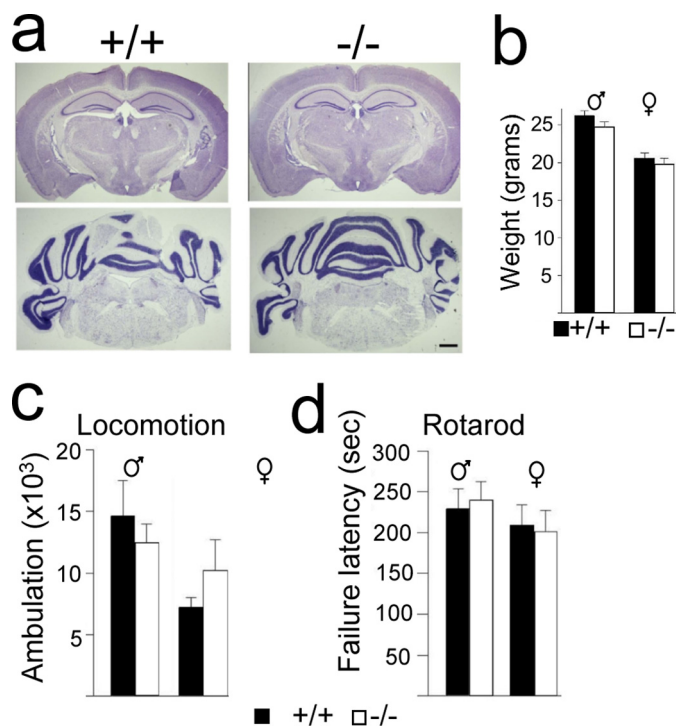 a
+/+ -/-
b
♂ ♀
Weight (grams)
25
20
15
10
5
■+/+ □-/-
c
Locomotion
Ambulation (x10³)
20
15
10
5
♂ ♀
d
Rotarod
Failure latency (sec)
300
250
200
150
200
50
♂ ♀
■ +/+ □-/-